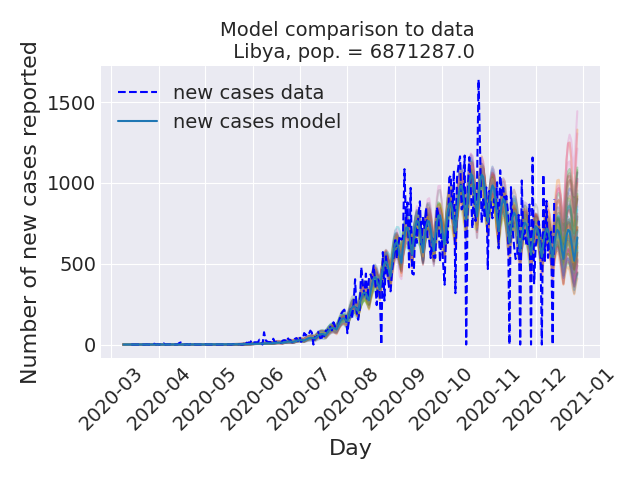 Model comparison to data
Libya, pop. = 6871287.0
Number of new cases reported
1500
1000
500
0
new cases data
new cases model
2020-03
2020-04
2020-05
2020-06
2020-07
2020-08
2020-09
2020-10
2020-11
2020-12
2021-01
Day